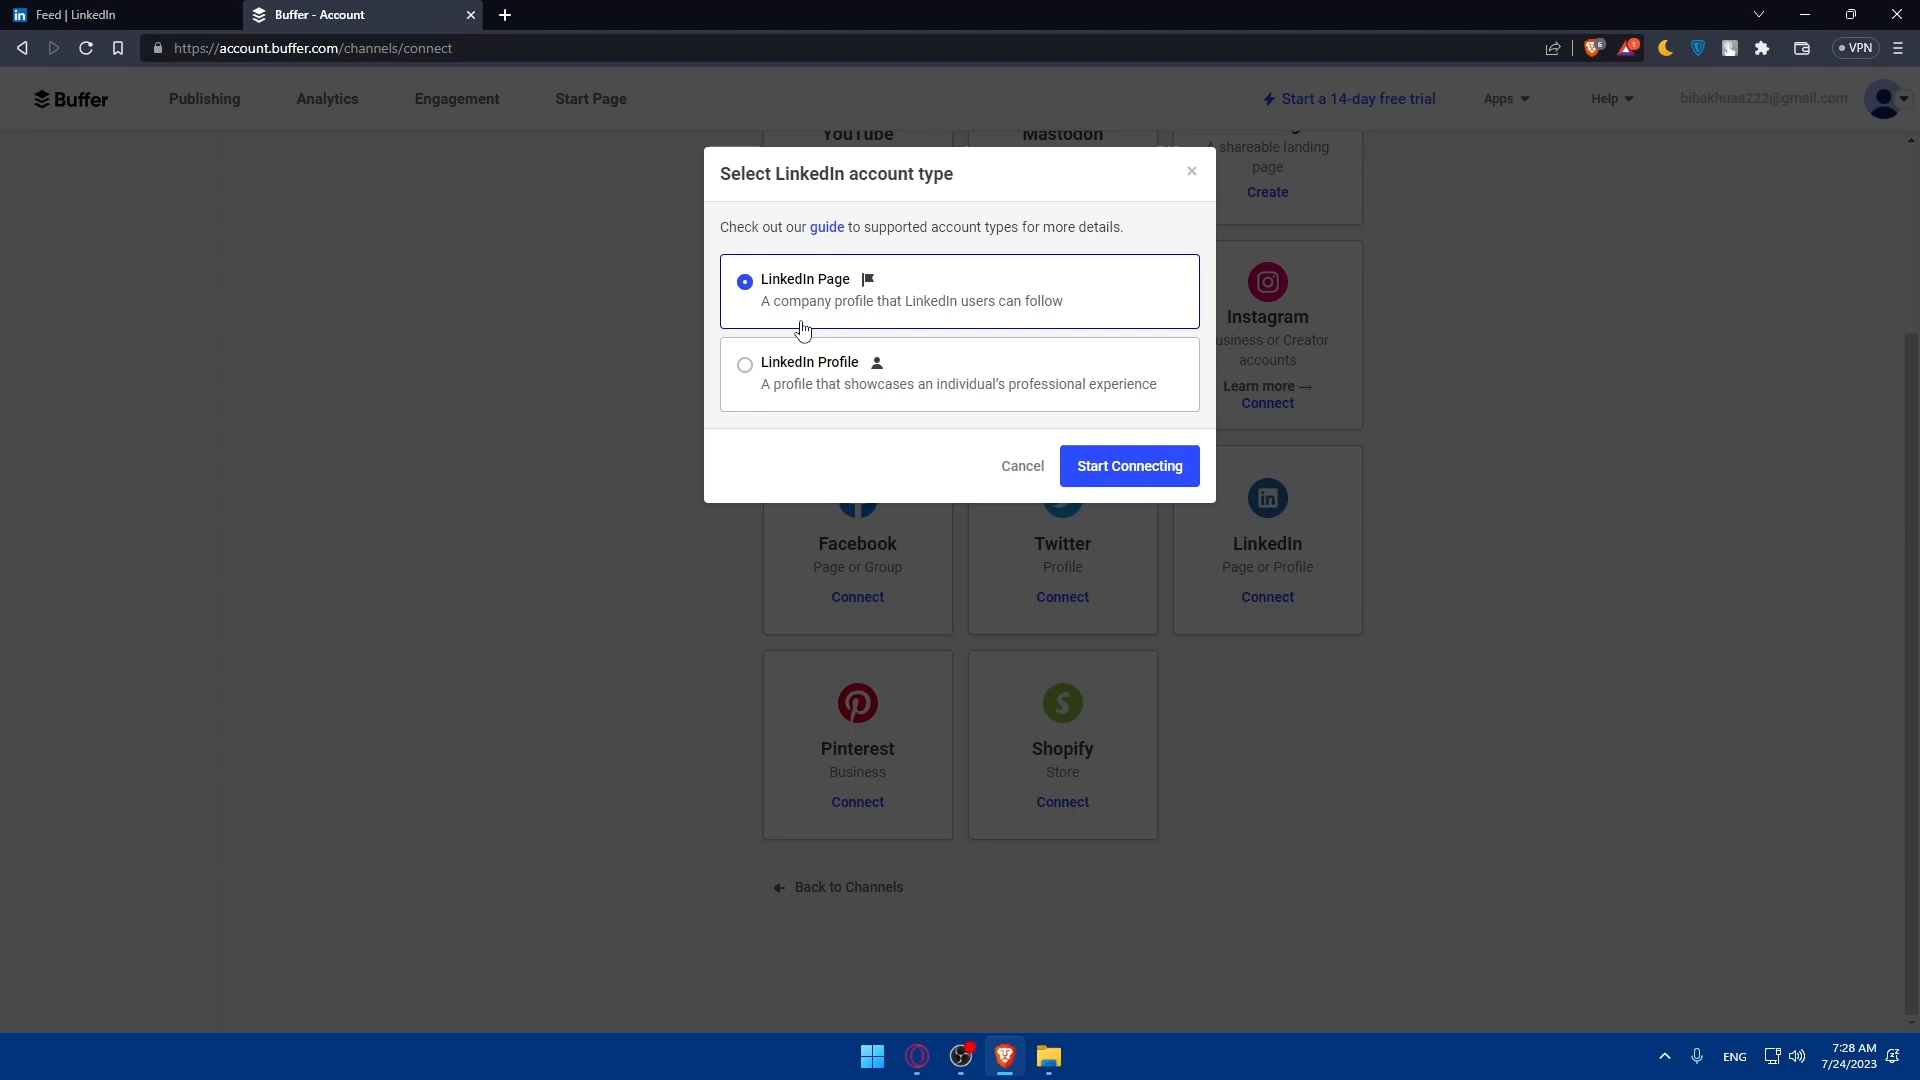 Feed | LinkedIn
Buffer - Account
https://account.buffer.com/channels/connect
6
1
VPN
Buffer
Publishing
Analytics
Engagement
Start Page
Start a 14-day free trial
Apps
Help
bibakhuaa222@gmail.com
YouTube
Mastodon
A shareable landing
page
Create
Select LinkedIn account type
Check out our guide to supported account types for more details.
LinkedIn Page
A company profile that LinkedIn users can follow
LinkedIn Profile
A profile that showcases an individual's professional experience
Cancel
Start Connecting
Instagram
accounts
or Creator
Learn more →
Connect
Facebook
Page or Group
Connect
Twitter
Profile
Connect
LinkedIn
Page or Profile
Connect
Pinterest
Business
Connect
Shopify
Store
Connect
Back to Channels
ENG
7:28 AM
7/24/2023